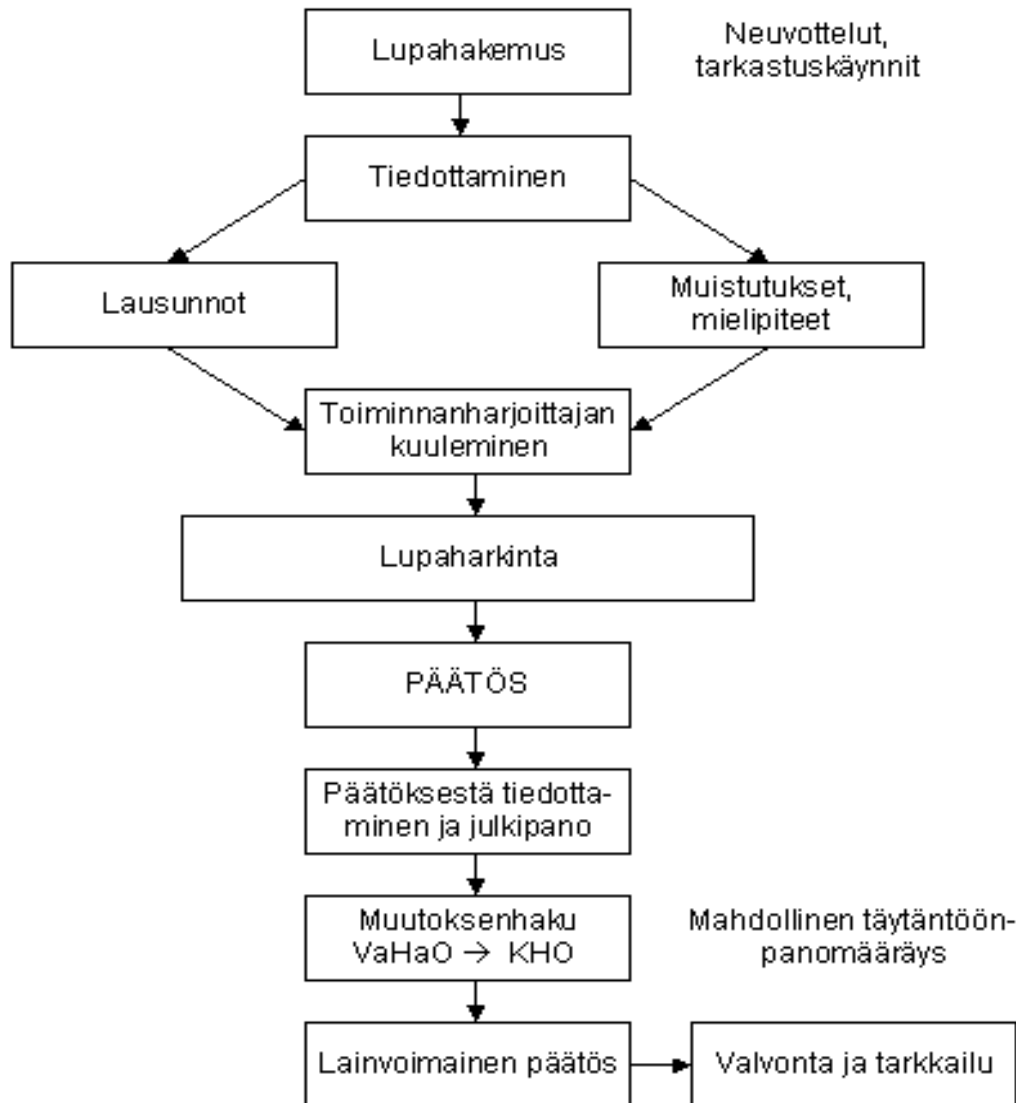 Lupahakemus
Neuvottelut,
tarkastuskäynnit
Tiedottaminen
Lausunnot
Muistutukset,
mielipiteet
Toiminnanharjoittajan
kuuleminen
Lupaharkinta
PÄÄTÖS
Päätöksestä tiedotta-
minen ja julkipano
Muutoksenhaku
VaHaO → KHO
Mahdollinen täytäntöön-
panomääräys
Lainvoimainen päätös
Valvonta ja tarkkailu